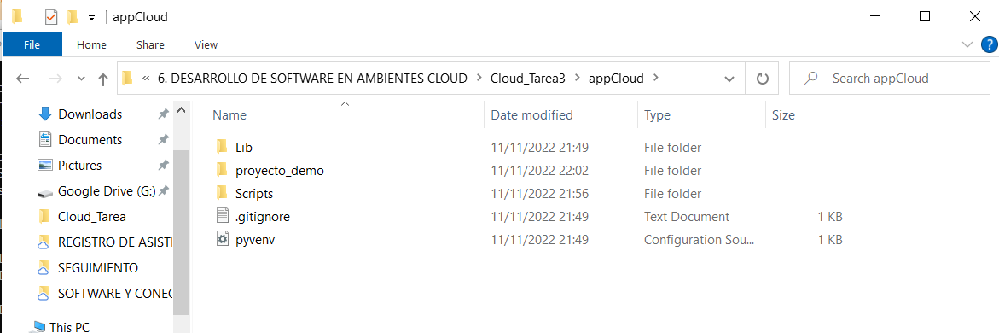 appCloud
File Home Share View
« 6. DESARROLLO DE SOFTWARE EN AMBIENTES CLOUD > Cloud_Tarea3 > appCloud >
Search appCloud
Downloads
Documents
Pictures
Google Drive (G:)
Cloud_Tarea
REGISTRO DE ASIST
SEGUIMIENTO
SOFTWARE Y CONEC
This PC
Name Date modified Type Size
Lib 11/11/2022 21:49 File folder
proyecto_demo 11/11/2022 22:02 File folder
Scripts 11/11/2022 21:56 File folder
.gitignore 11/11/2022 21:49 Text Document 1 KB
pyvenv 11/11/2022 21:49 Configuration Sou... 1 KB